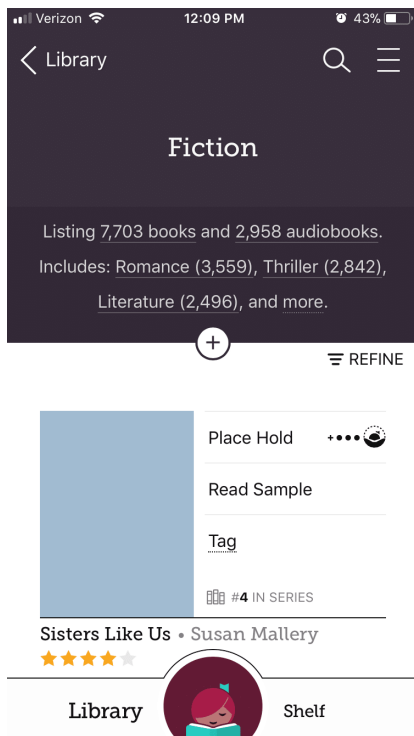 Verizon 12:09 PM 43%
Library
Fiction
Listing 7,703 books and 2,958 audiobooks.
Includes: Romance (3,559), Thriller (2,842),
Literature (2,496), and more.
+
REFINE
Place Hold
Read Sample
Tag
#4 IN SERIES
Sisters Like Us • Susan Mallery
Library Shelf